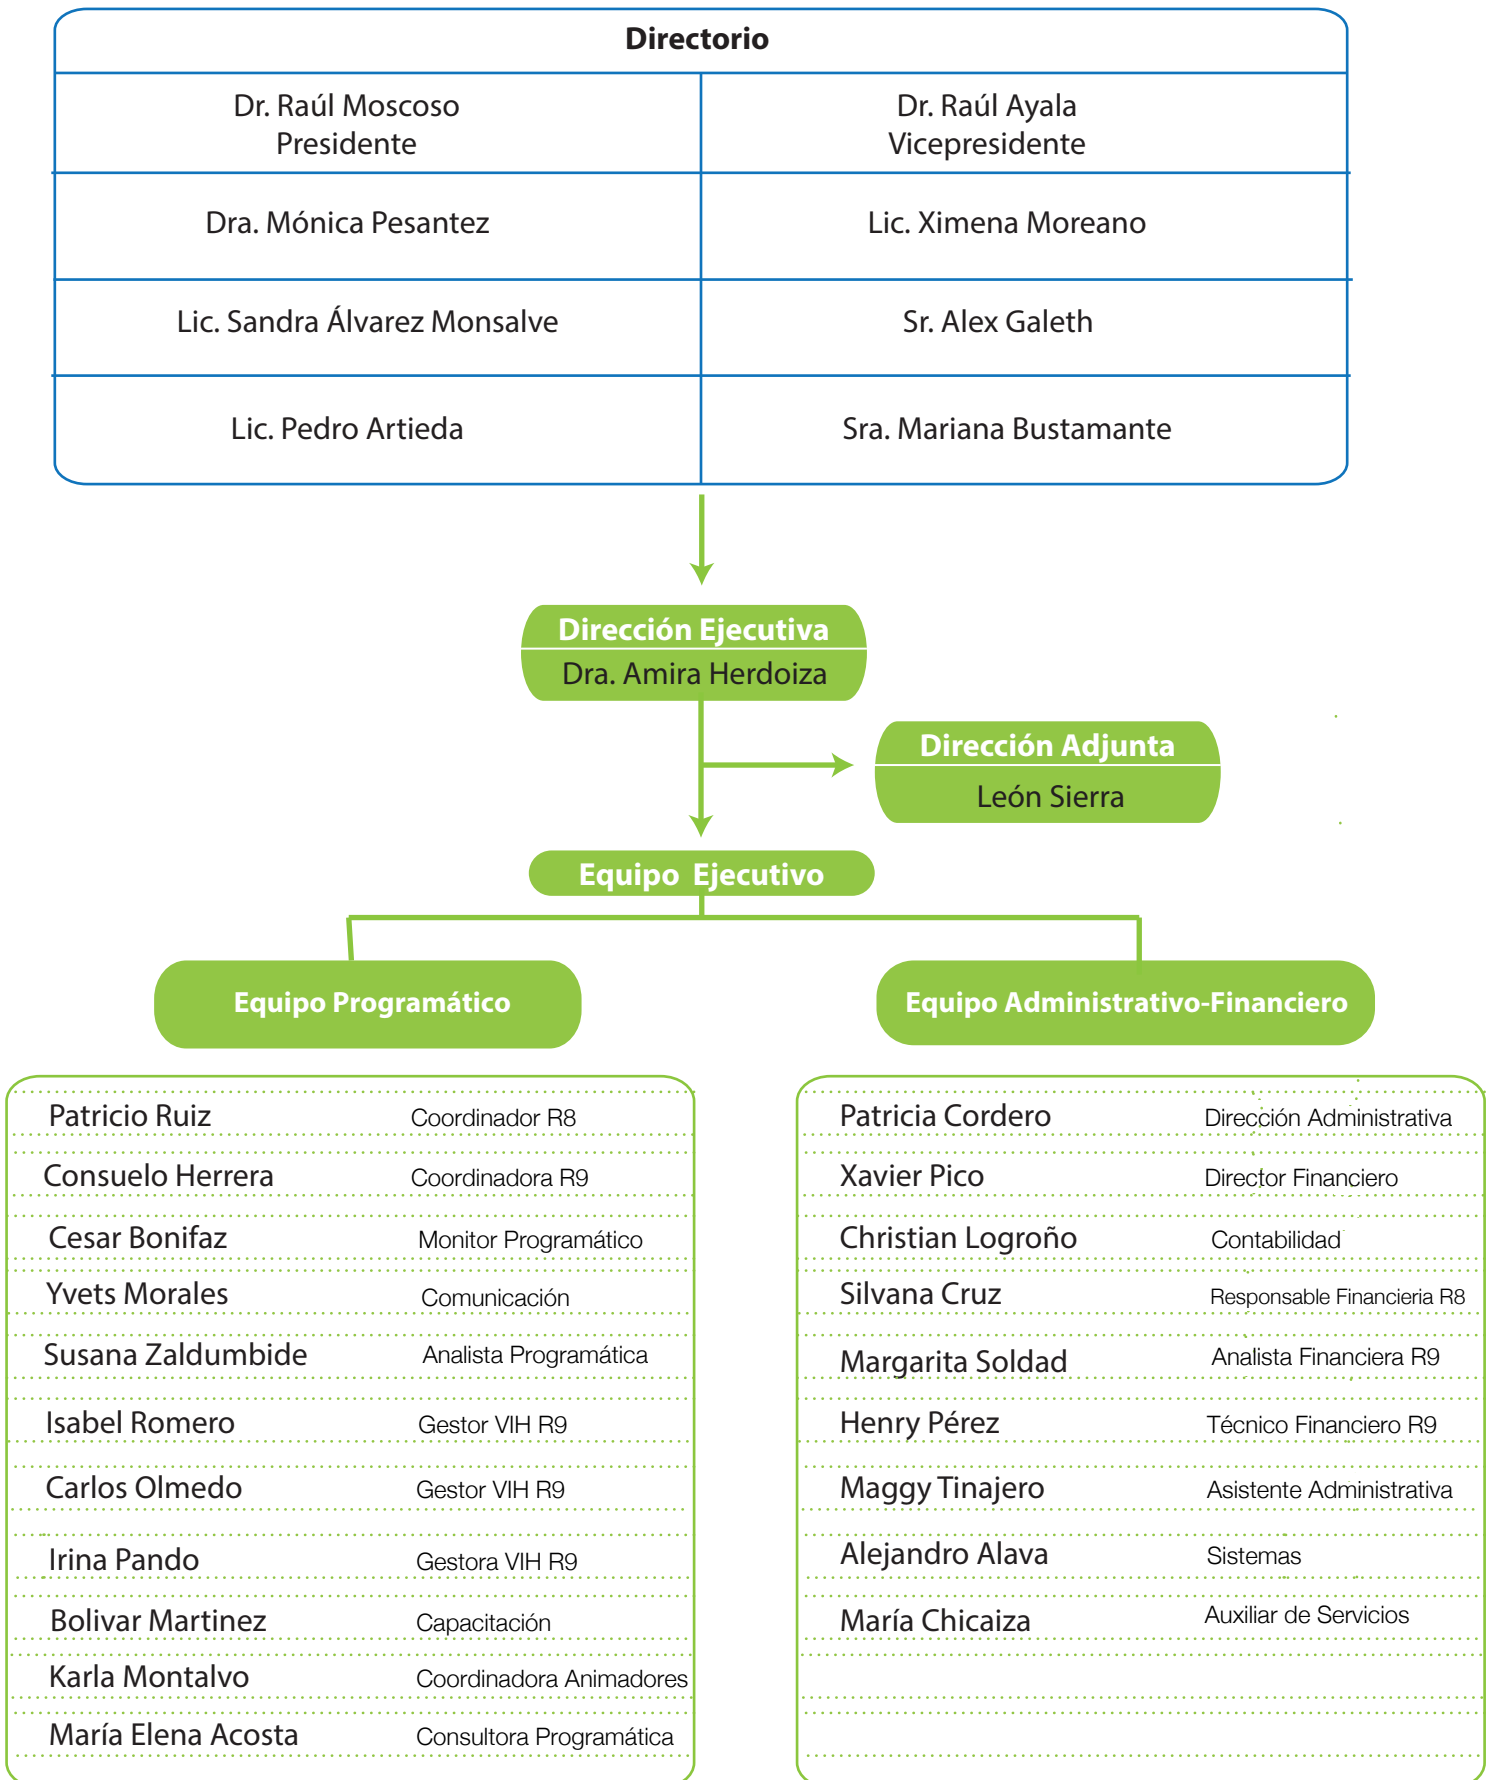 Directorio
Dr. Raúl Moscoso
Presidente
Dr. Raúl Ayala
Vicepresidente
Dra. Mónica Pesantez
Lic. Ximena Moreano
Lic. Sandra Álvarez Monsalve
Sr. Alex Galeth
Lic. Pedro Artieda
Sra. Mariana Bustamante
Dirección Ejecutiva
Dra. Amira Herdoiza
Dirección Adjunta
León Sierra
Equipo Ejecutivo
Equipo Programático
Patricio Ruiz Coordinador R8
Consuelo Herrera Coordinadora R9
Cesar Bonifaz Monitor Programático
Yvets Morales Comunicación
Susana Zaldumbide Analista Programática
Isabel Romero Gestor VIH R9
Carlos Olmedo Gestor VIH R9
Irina Pando Gestora VIH R9
Bolivar Martinez Capacitación
Karla Montalvo Coordinadora Animadores
María Elena Acosta Consultora Programática
Equipo Administrativo-Financiero
Patricia Cordero Dirección Administrativa
Xavier Pico Director Financiero
Christian Logroño Contabilidad
Silvana Cruz Responsable Financieria R8
Margarita Soldad Analista Financiera R9
Henry Pérez Técnico Financiero R9
Maggy Tinajero Asistente Administrativa
Alejandro Alava Sistemas
María Chicaiza Auxiliar de Servicios